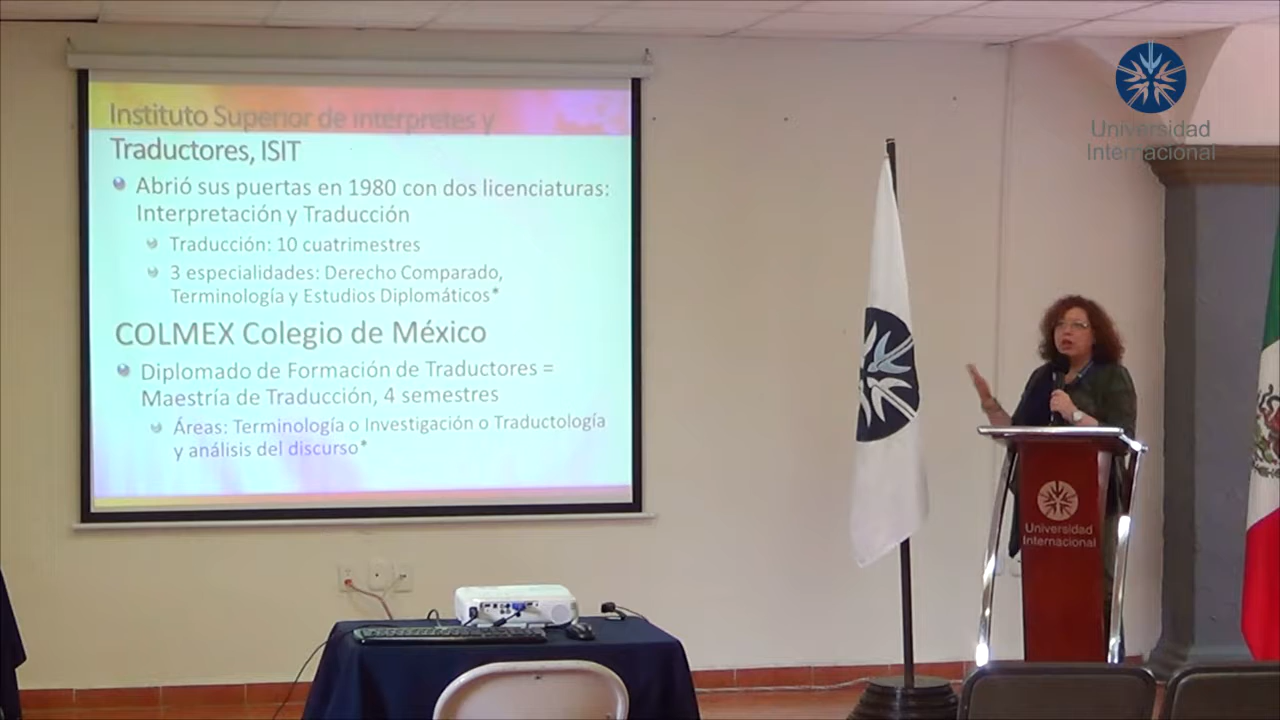 Instituto Superior de intérpretes y
Traductores, ISIT
Abrió sus puertas en 1980 con dos licenciaturas:
Interpretación y Traducción
Traducción: 10 cuatrimestres
3 especialidades: Derecho Comparado,
Terminología y Estudios Diplomáticos*
COLMEX Colegio de México
Diplomado de Formación de Traductores =
Maestría de Traducción, 4 semestres
Áreas: Terminología o Investigación o Traductología
y análisis del discurso*
Universidad
Internacional
Universidad
Internacional